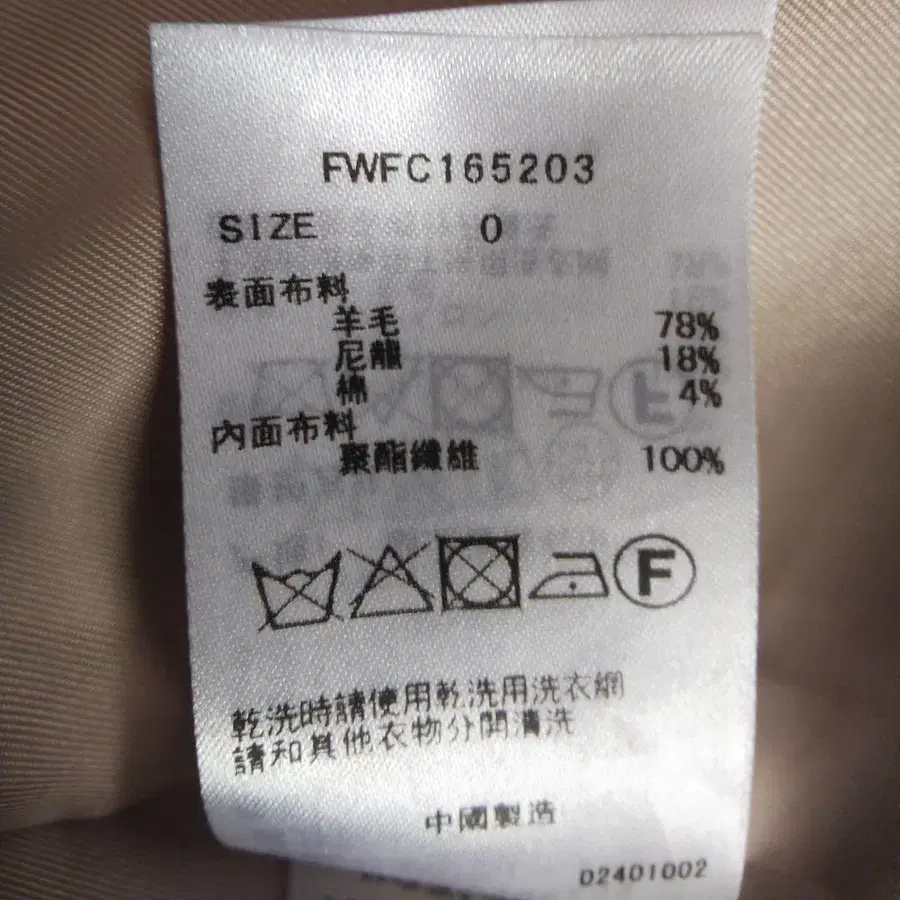 FWFC165203
SIZE 0
表面布料
羊毛 78%
尼龍 18%
棉 4%
內面布料
聚酯纖維 100%
F
乾洗時請使用乾洗用洗衣網
請和其他衣物分開清洗
中國製造
02401002